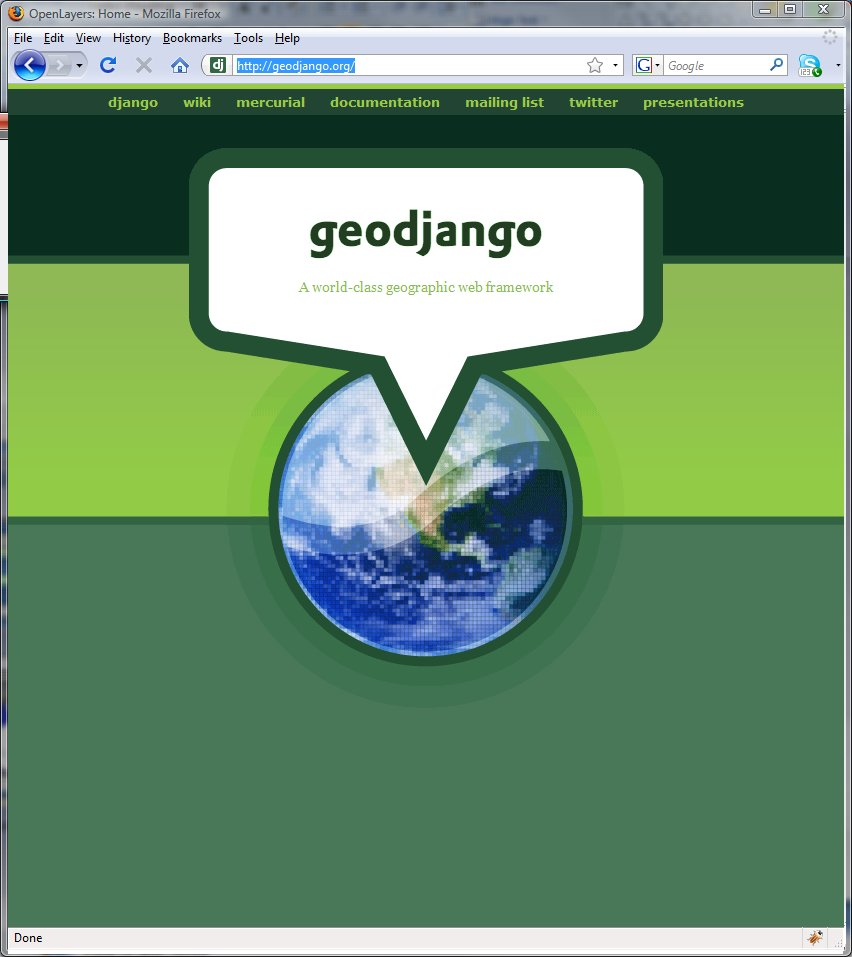 OpenLayers: Home - Mozilla Firefox
File Edit View History Bookmarks Tools Help
dj http://geodjango.org/ G Google
django wiki mercurial documentation mailing list twitter presentations
geodjango
A world-class geographic web framework
Done